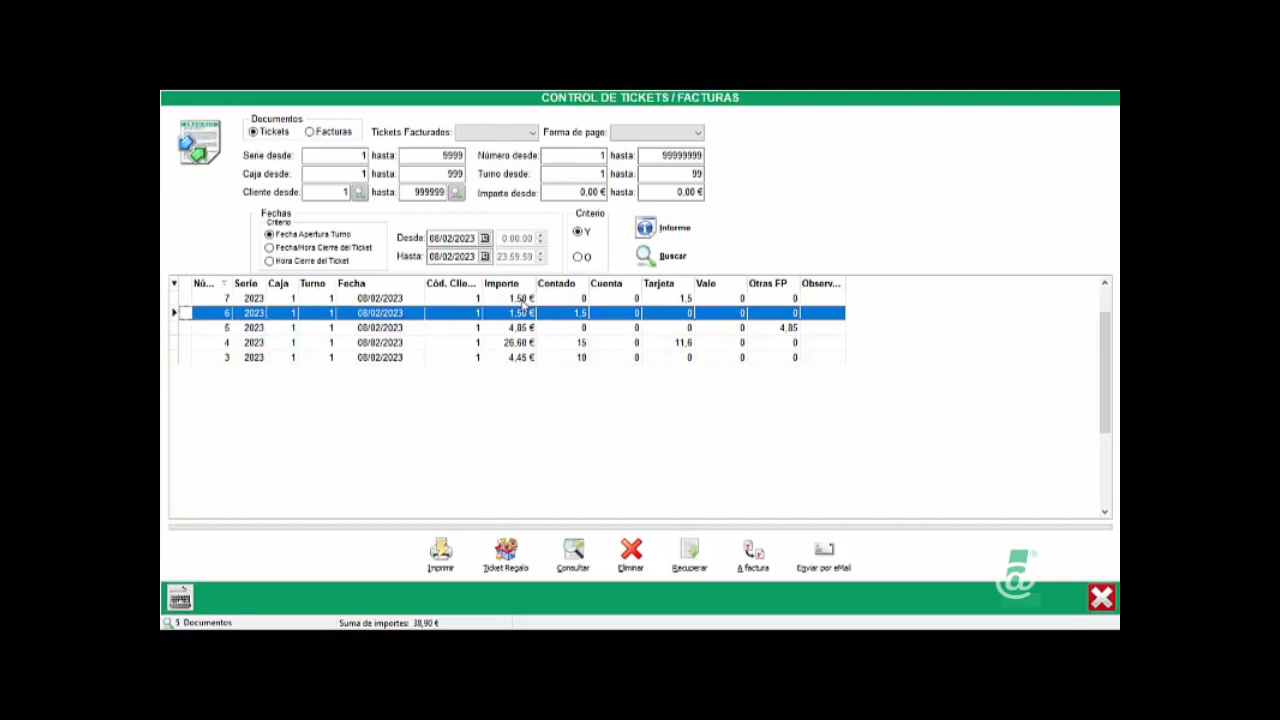 CONTROL DE TICKETS / FACTURAS
Documentos
Tickets Facturas Tickets Facturados: Forma de pago:
Serie desde: 1 hasta: 9999 Número desde: 1 hasta: 99999999
Caja desde: 1 hasta: 999 Turno desde: 1 hasta: 99
Cliente desde: 1 hasta: 999999 Importe desde: 0,00 € hasta: 0,00 €
Fechas
Criterio
Fecha Apertura Turno
Fecha/Hora Cierre del Ticket
Hora Cierre del Ticket
Desde: 08/02/2023 0:00:00
Hasta: 08/02/2023 23:59:59
Criterio
Y
O
Informe
Buscar
Nú... Serie Caja Turno Fecha Cód. Clie... Importe Contado Cuenta Tarjeta Vale Otras FP Observ...
7 2023 1 1 08/02/2023 1 1,50 € 0 0 1,5 0 0
6 2023 1 1 08/02/2023 1 1,50 € 1,5 0 0 0 0
5 2023 1 1 08/02/2023 1 4,85 € 0 0 0 0 4,85
4 2023 1 1 08/02/2023 1 26,60 € 15 0 11,6 0 0
3 2023 1 1 08/02/2023 1 4,45 € 10 0 0 0 0
Imprimir Ticket Regalo Consultar Eliminar Recuperar A factura Enviar por eMail
5 Documentos Suma de importes: 38,90 €